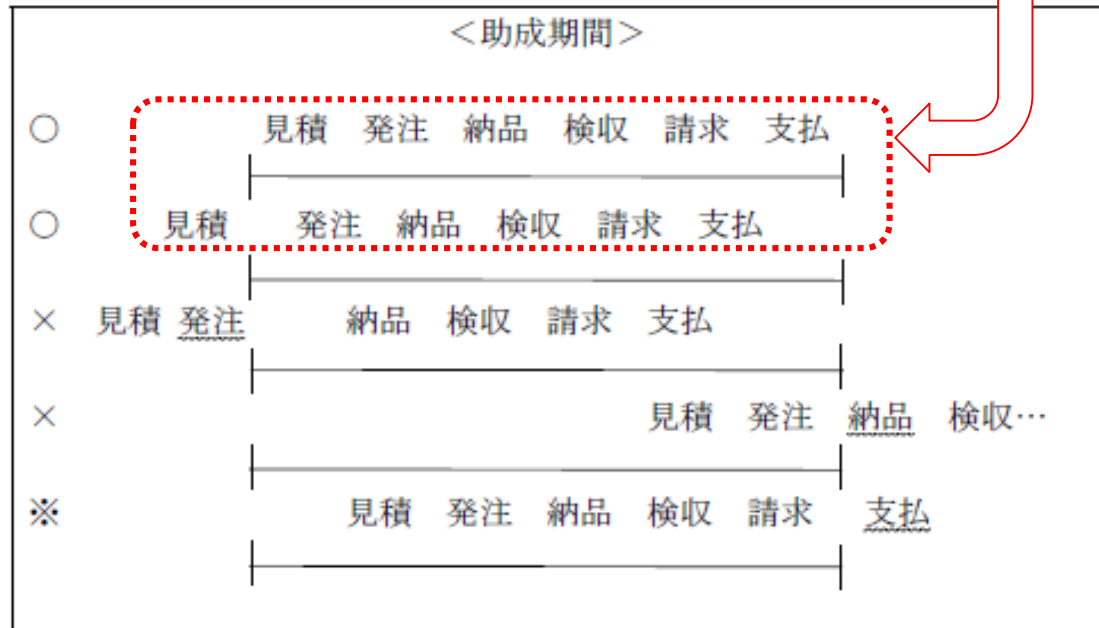 ＜助成期間＞
○ 見積 発注 納品 検収 請求 支払
○ 見積 発注 納品 検収 請求 支払
× 見積 発注 納品 検収 請求 支払
× 見積 発注 納品 検収…
※ 見積 発注 納品 検収 請求 支払